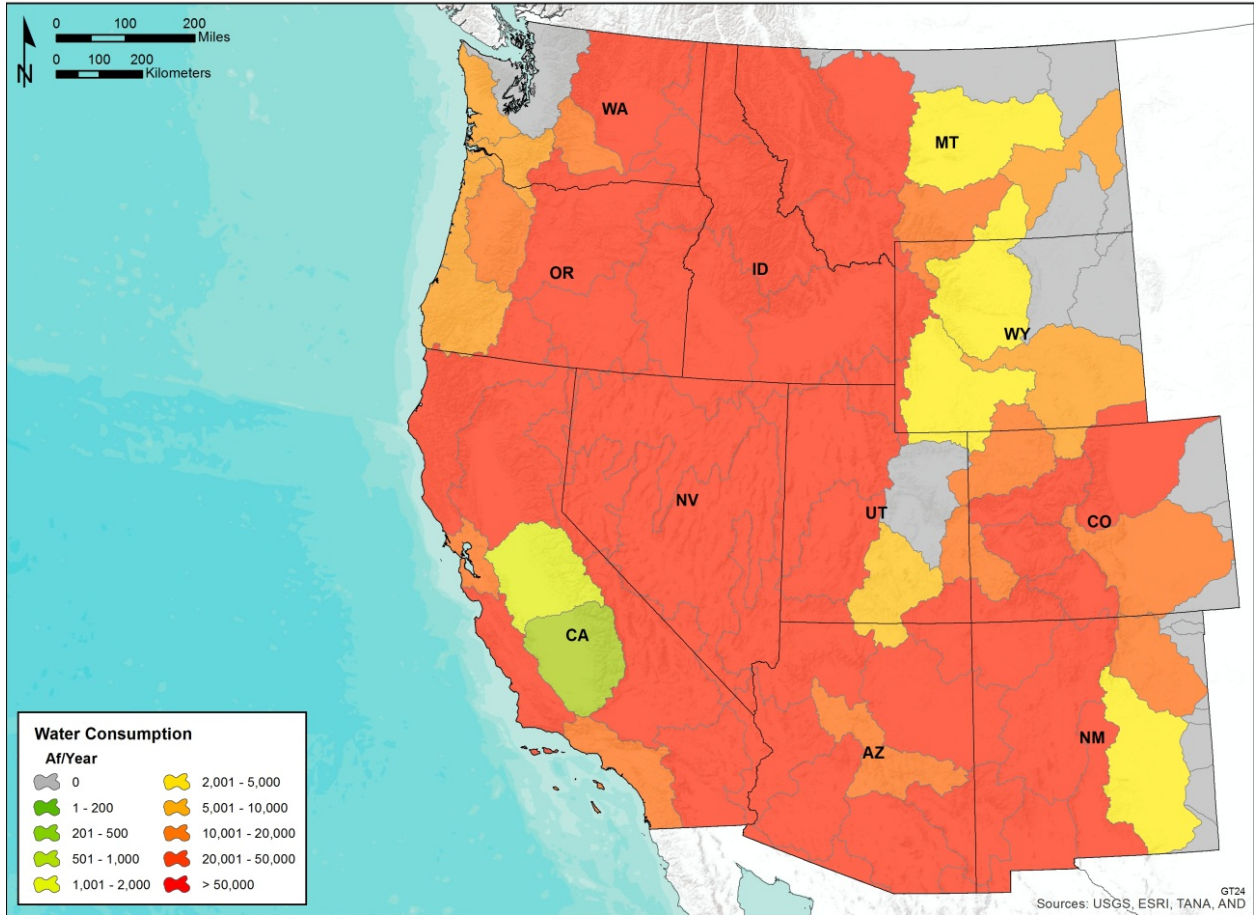 0 100 200
Miles
0 100 200
Kilometers
N
WA
MT
OR
ID
WY
NV
UT
CO
CA
AZ
NM
Water Consumption
Af/Year
0
1 - 200
201 - 500
501 - 1,000
1,001 - 2,000
2,001 - 5,000
5,001 - 10,000
10,001 - 20,000
20,001 - 50,000
> 50,000
GT24
Sources: USGS, ESRI, TANA, AND